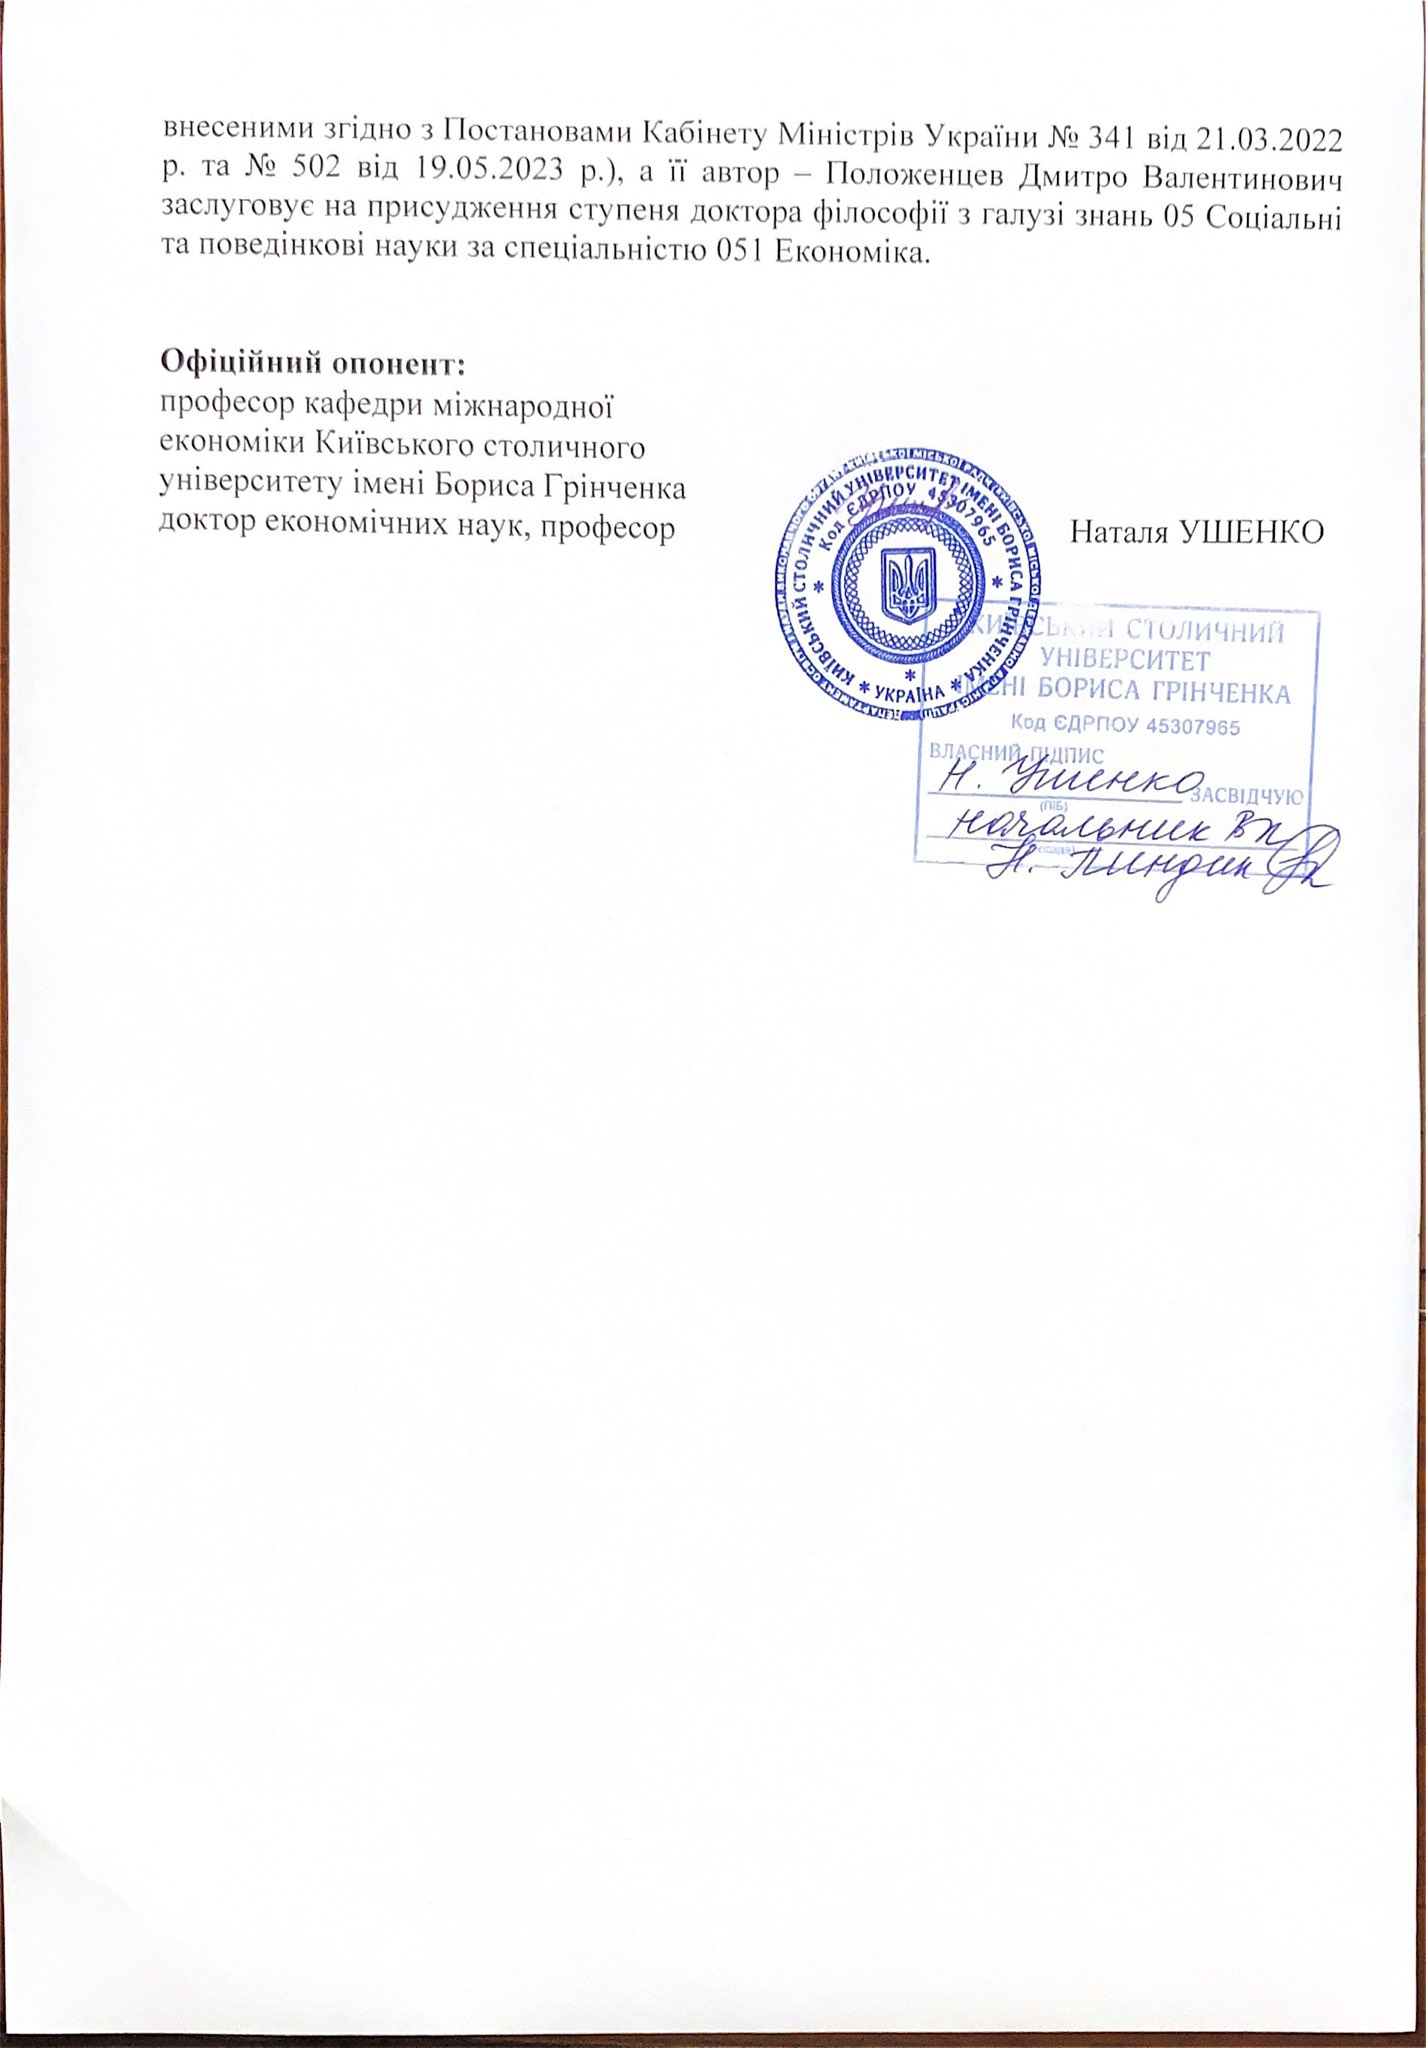 внесеними згідно з Постановами Кабінету Міністрів України № 341 від 21.03.2022
р. та № 502 від 19.05.2023 р.), а її автор – Положенцев Дмитро Валентинович
заслуговує на присудження ступеня доктора філософії з галузі знань 05 Соціальні
та поведінкові науки за спеціальністю 051 Економіка.
Офіційний опонент:
професор кафедри міжнародної
економіки Київського столичного
університету імені Бориса Грінченка
доктор економічних наук, професор
Наталя УШЕНКО
КИЇВСЬКИЙ СТОЛИЧНИЙ УНІВЕРСИТЕТ ІМЕНІ БОРИСА ГРІНЧЕНКА
Код ЄДРПОУ 45307965
* УКРАЇНА *
КИЇВСЬКИЙ СТОЛИЧНИЙ
УНІВЕРСИТЕТ
ІМЕНІ БОРИСА ГРІНЧЕНКА
Код ЄДРПОУ 45307965
ВЛАСНИЙ ПІДПИС
Н. Ушенко ЗАСВІДЧУЮ
(ПІБ)
начальник ВК
Н.